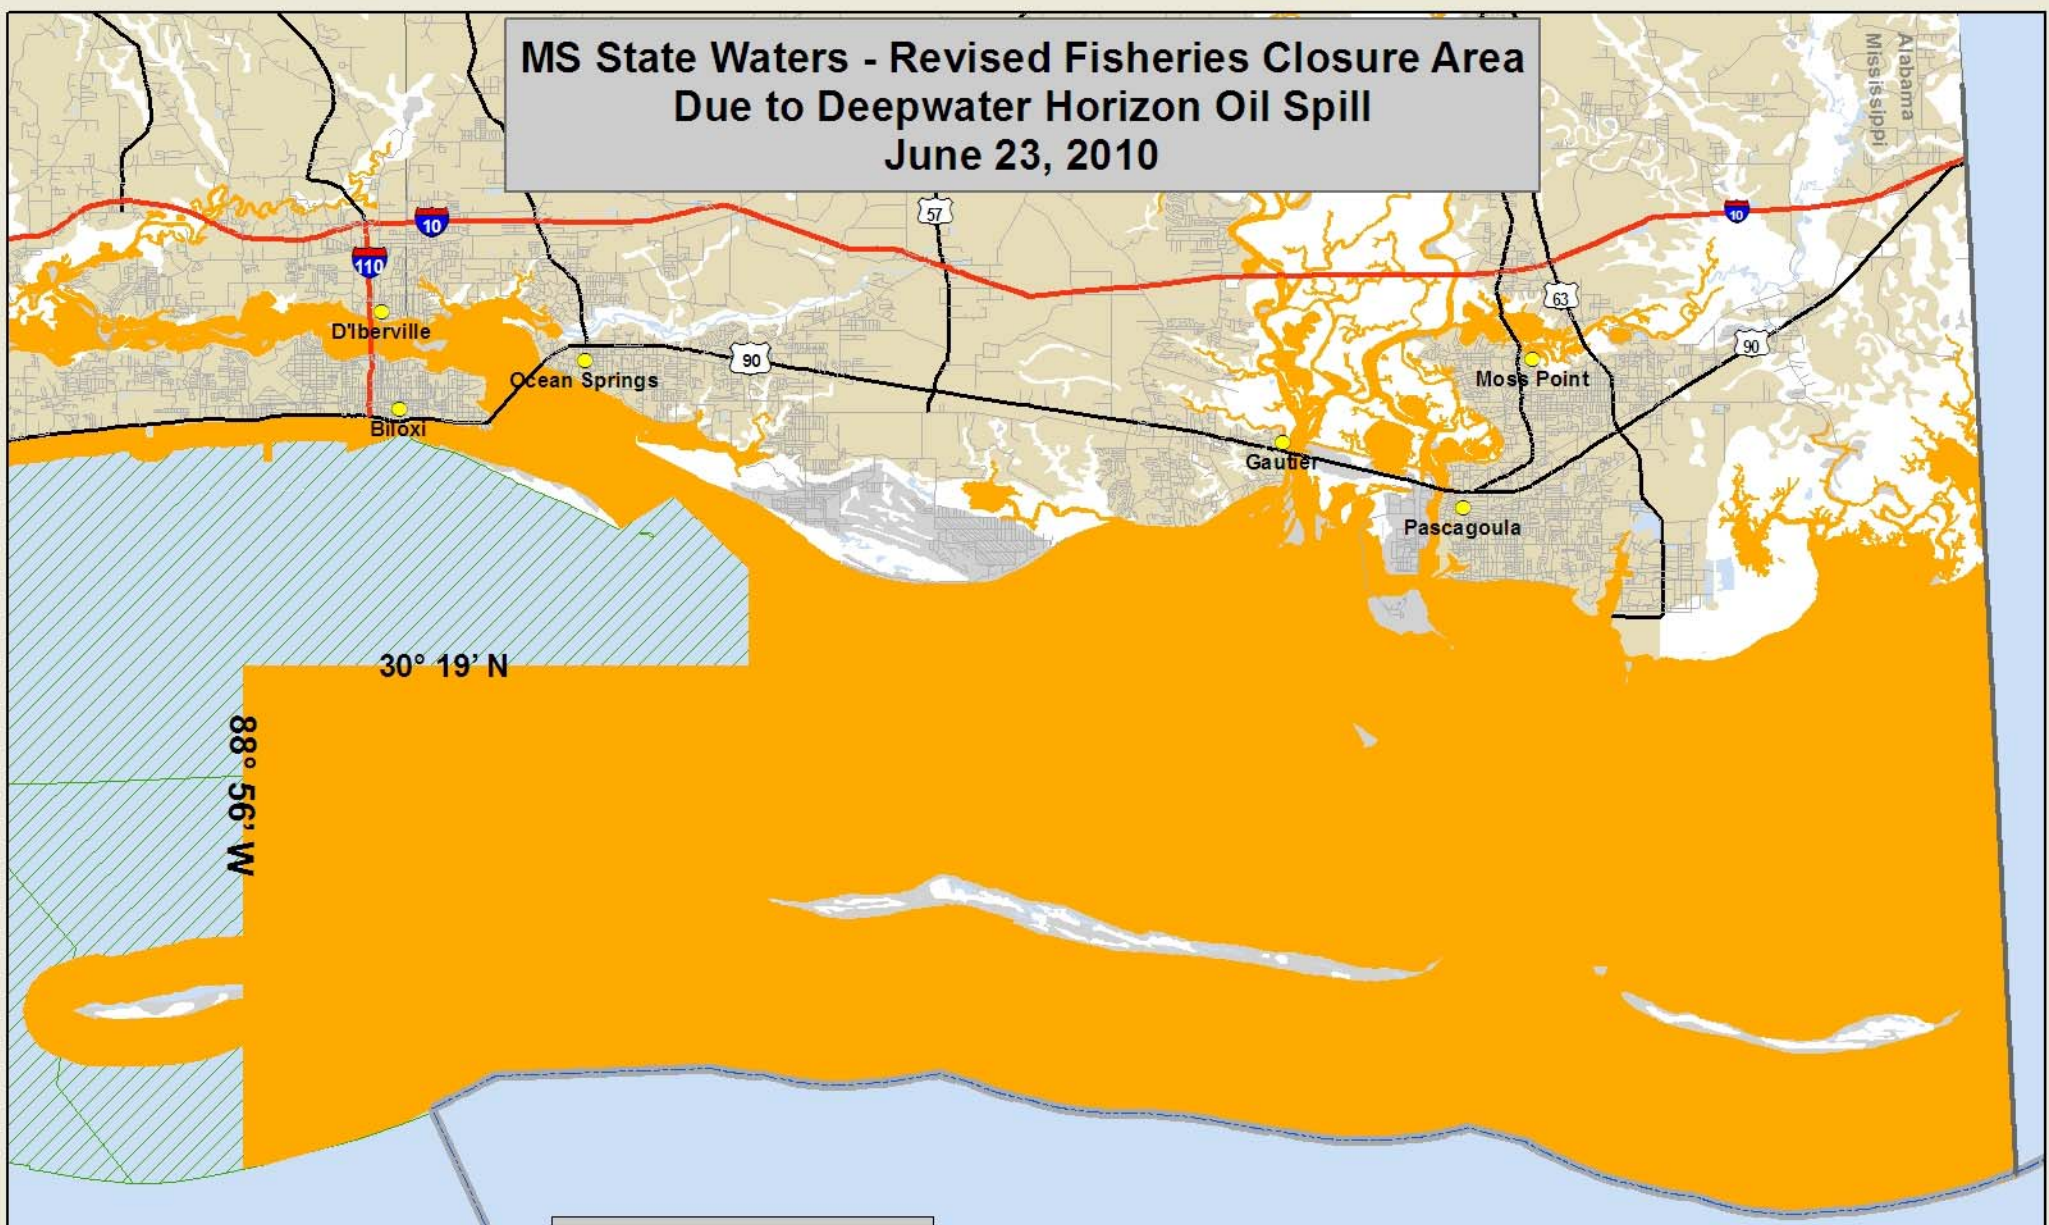 MS State Waters - Revised Fisheries Closure Area
Due to Deepwater Horizon Oil Spill
June 23, 2010
Alabama
Mississippi
10
57
10
110
63
D'Iberville
90
90
Ocean Springs
Moss Point
Biloxi
Gautier
Pascagoula
30° 19’ N
88° 56’ W